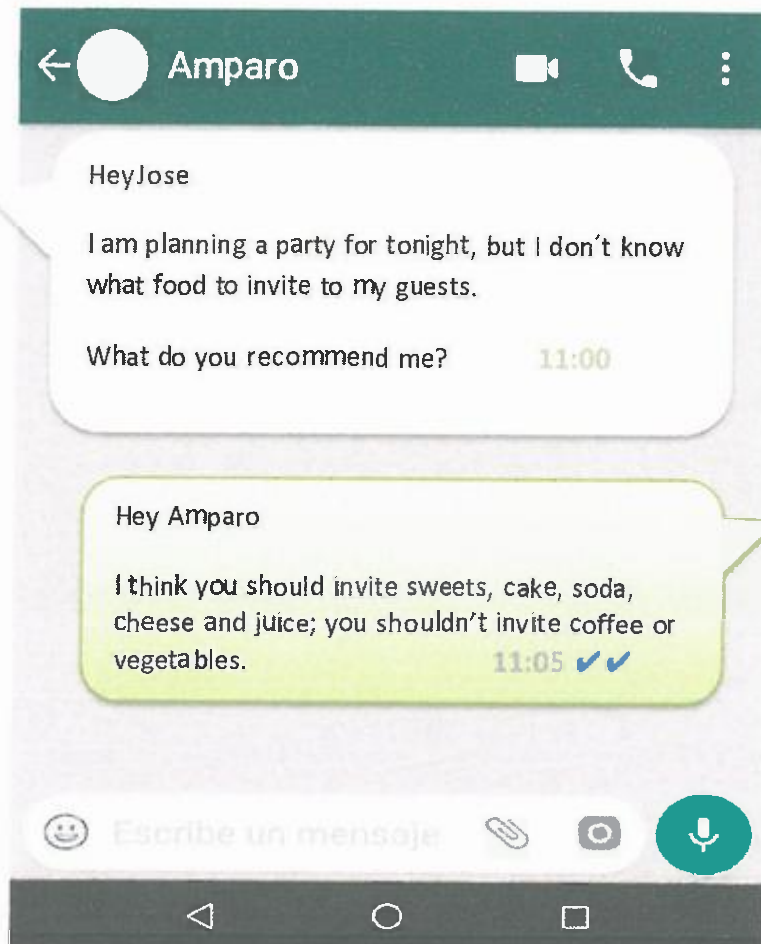 Amparo
Hey Jose
I am planning a party for tonight, but I don´t know
what food to invite to my guests.
What do you recommend me? 11:00
Hey Amparo
I think you should invite sweets, cake, soda,
cheese and juice; you shouldn't invite coffee or
vegetables. 11:05
Escribe un mensaje